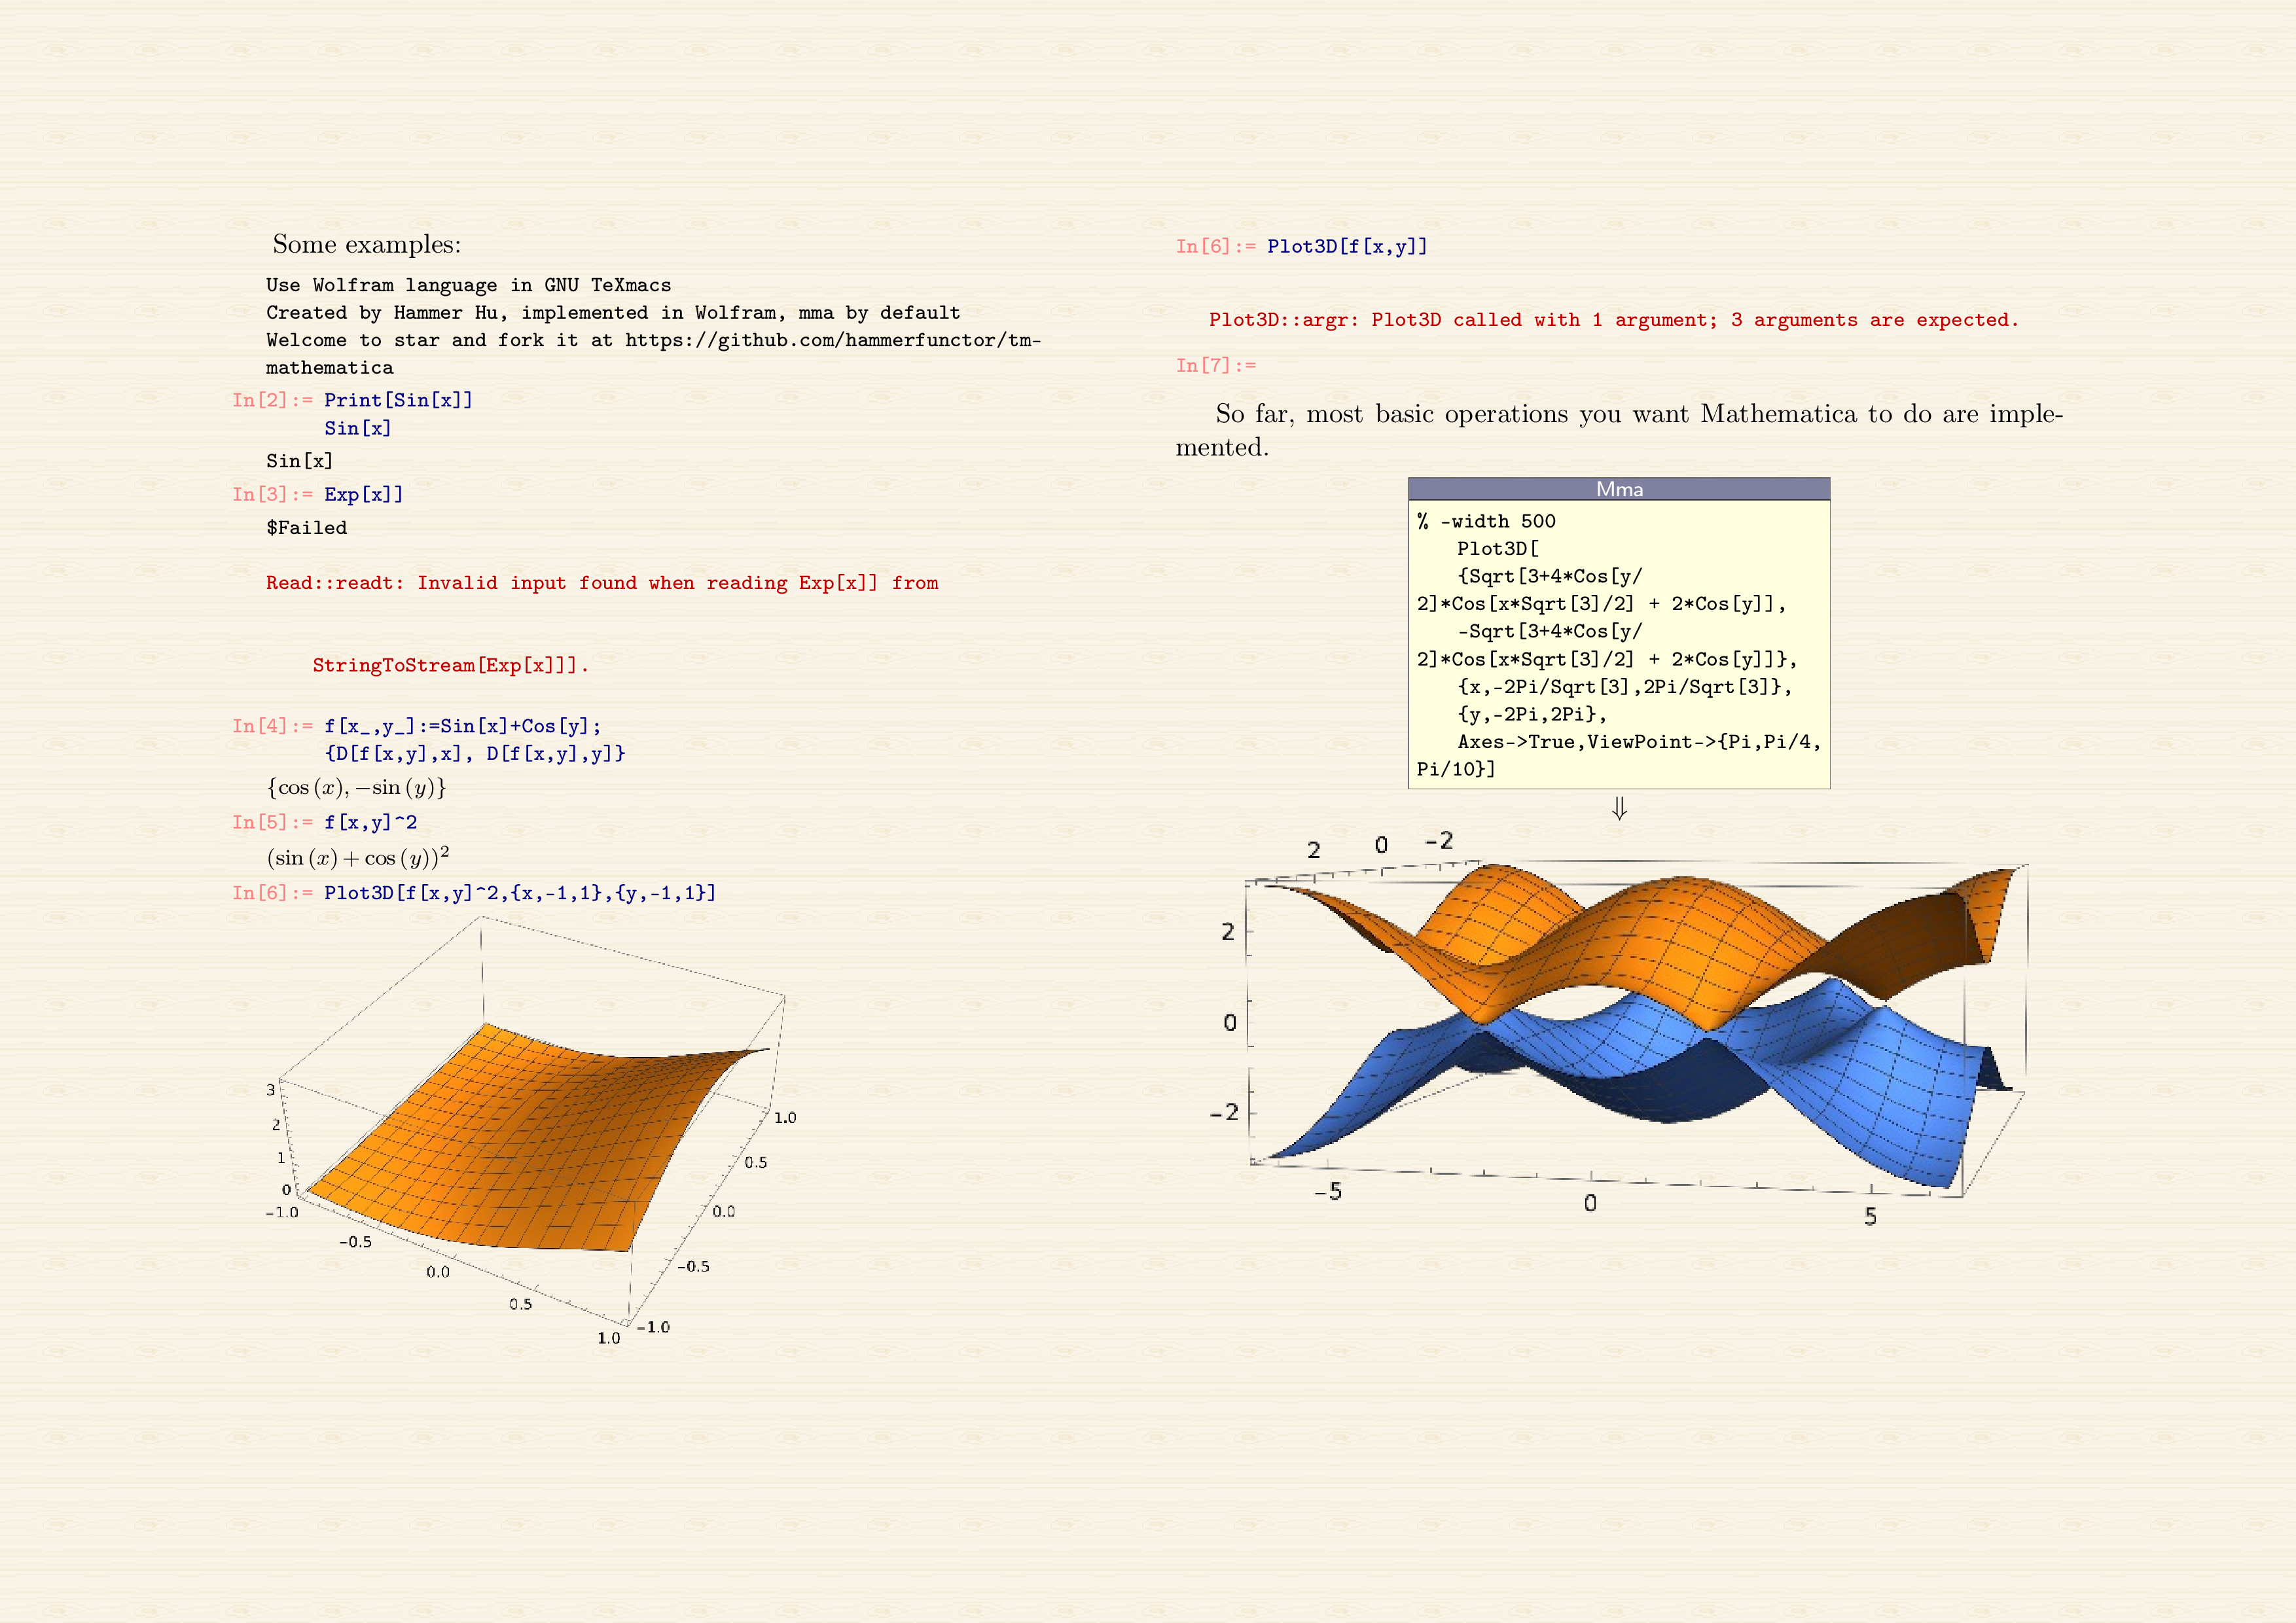 Some examples:
Use Wolfram language in GNU TeXmacs
Created by Hammer Hu, implemented in Wolfram, mma by default
Welcome to star and fork it at https://github.com/hammerfunctor/tm-
mathematica
In[2]:= Print[Sin[x]]
Sin[x]
Sin[x]
In[3]:= Exp[x]]
$Failed
Read::readt: Invalid input found when reading Exp[x]] from
StringToStream[Exp[x]]].
In[4]:= f[x_,y_]:=Sin[x]+Cos[y];
{D[f[x,y],x], D[f[x,y],y]}
{cos (x), −sin (y)}
In[5]:= f[x,y]^2
(sin (x) + cos (y))²
In[6]:= Plot3D[f[x,y]^2,{x,-1,1},{y,-1,1}]
3
2
1
0
-1.0
-0.5
0.0
0.5
1.0
-1.0
-0.5
0.0
0.5
1.0
In[6]:= Plot3D[f[x,y]]
Plot3D::argr: Plot3D called with 1 argument; 3 arguments are expected.
In[7]:=
So far, most basic operations you want Mathematica to do are imple-
mented.
Mma
% -width 500
Plot3D[
{Sqrt[3+4*Cos[y/
2]*Cos[x*Sqrt[3]/2] + 2*Cos[y]],
-Sqrt[3+4*Cos[y/
2]*Cos[x*Sqrt[3]/2] + 2*Cos[y]]},
{x,-2Pi/Sqrt[3],2Pi/Sqrt[3]},
{y,-2Pi,2Pi},
Axes->True,ViewPoint->{Pi,Pi/4,
Pi/10}]
⇓
2 0 -2
2
0
-2
-5 0 5